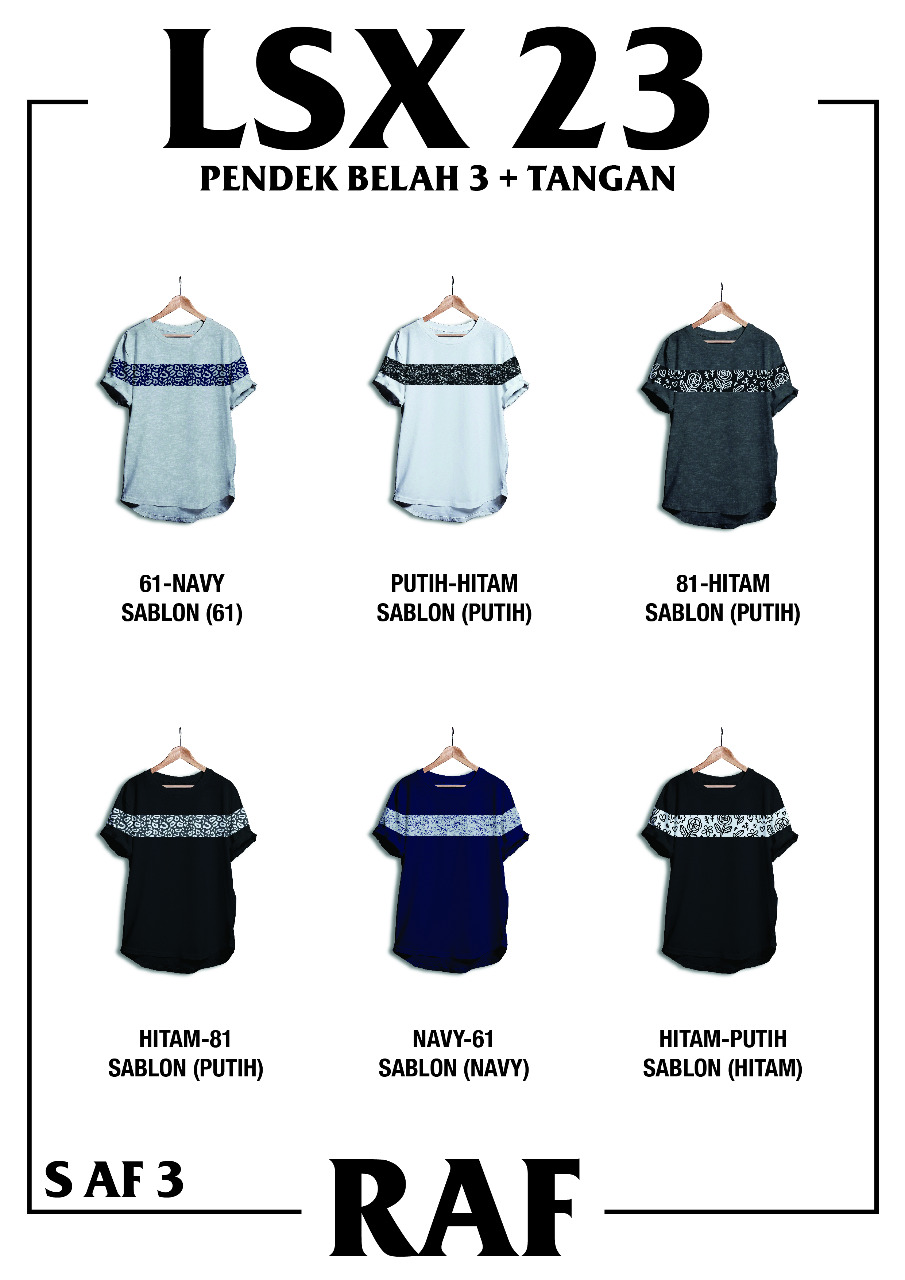 LSX 23
PENDEK BELAH 3 + TANGAN
61-NAVY
SABLON (61)
PUTIH-HITAM
SABLON (PUTIH)
81-HITAM
SABLON (PUTIH)
HITAM-81
SABLON (PUTIH)
NAVY-61
SABLON (NAVY)
HITAM-PUTIH
SABLON (HITAM)
S AF 3
RAF